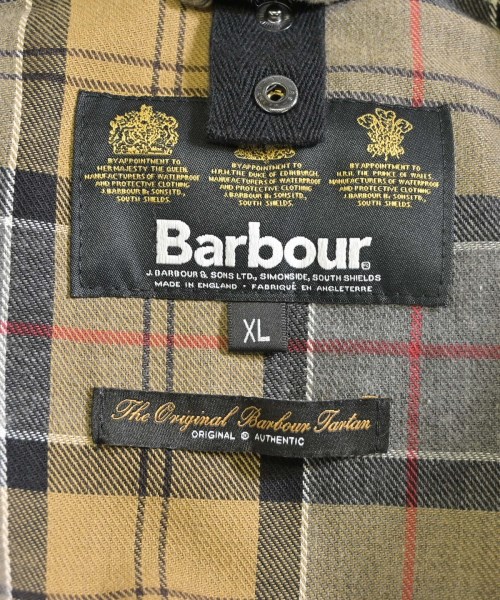 BY APPOINTMENT TO
HER MAJESTY THE QUEEN
MANUFACTURERS OF WATERPROOF
AND PROTECTIVE CLOTHING
J. BARBOUR & SONS LTD
SOUTH SHIELDS.
BY APPOINTMENT TO
H.R.H. THE DUKE OF EDINBURGH.
MANUFACTURERS OF WATERPROOF
AND PROTECTIVE CLOTHING
J. BARBOUR & SONS LTD
SOUTH SHIELDS.
BY APPOINTMENT TO
H.R.H. THE PRINCE OF WALES.
MANUFACTURERS OF WATERPROOF
AND PROTECTIVE CLOTHING
J. BARBOUR & SONS LTD
SOUTH SHIELDS.
Barbour®
J. BARBOUR & SONS LTD., SIMONSIDE, SOUTH SHIELDS
MADE IN ENGLAND • FABRIQUÉ EN ANGLETERRE
XL
The Original Barbour Tartan
ORIGINAL ® AUTHENTIC